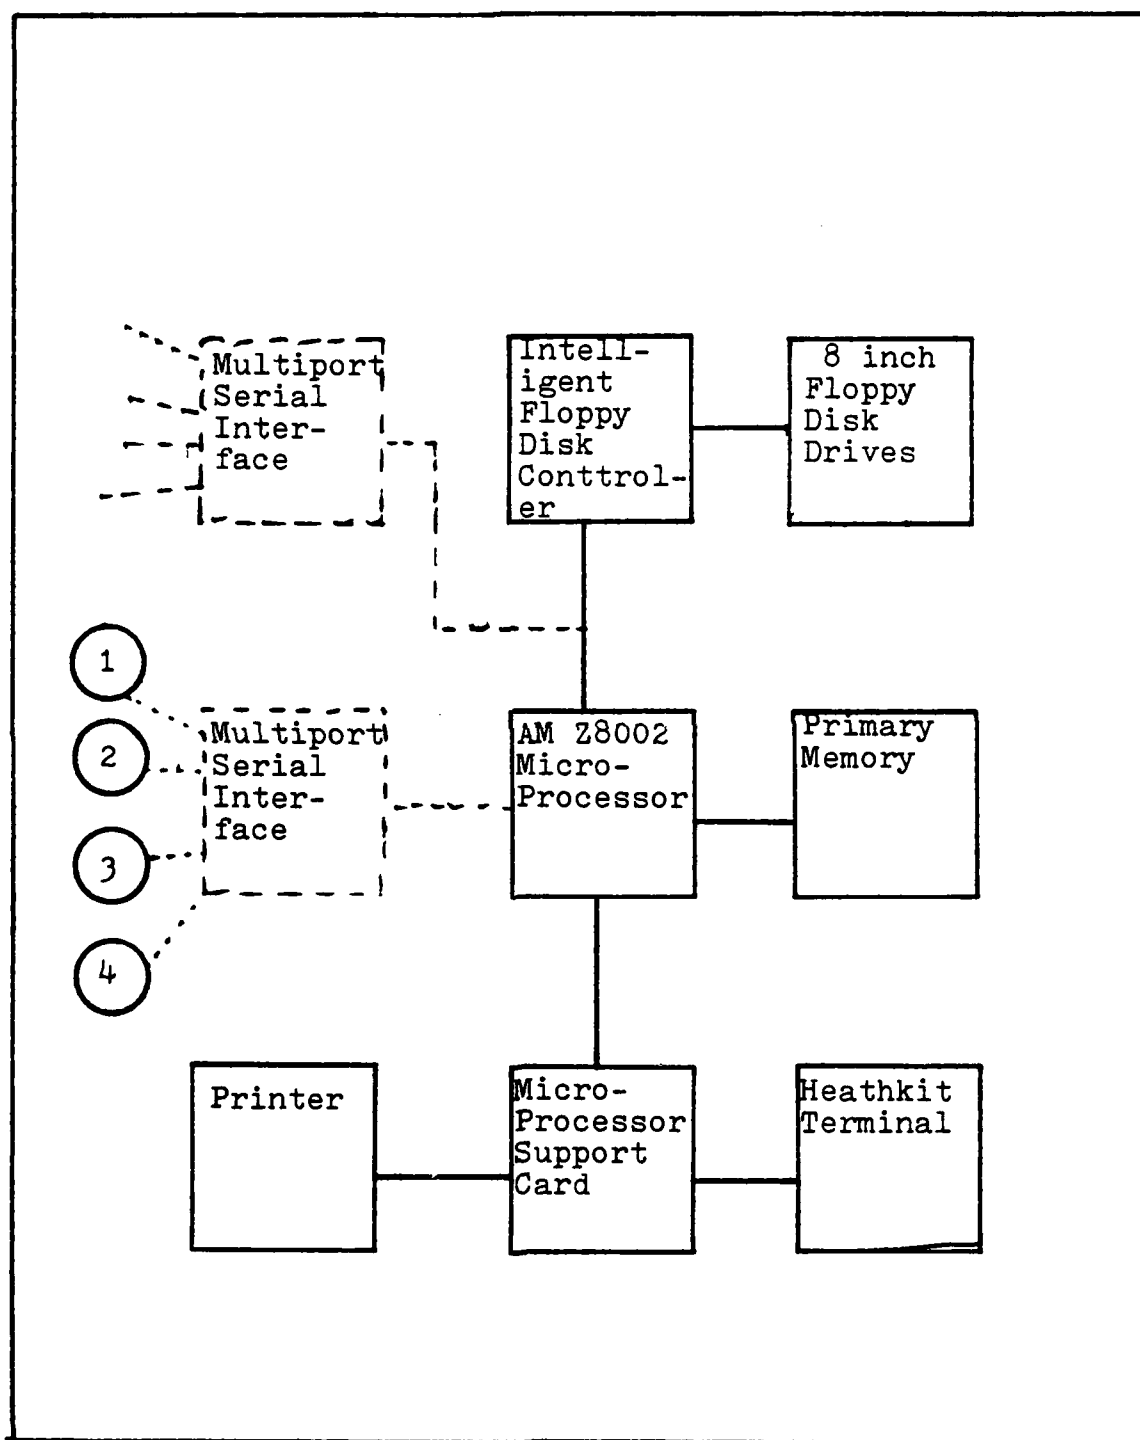 Multiport
Serial
Inter-
face
Intell-
igent
Floppy
Disk
Conttrol-
er
8 inch
Floppy
Disk
Drives
1
2
3
4
Multiport
Serial
Inter-
face
AM Z8002
Micro-
Processor
Primary
Memory
Printer
Micro-
Processor
Support
Card
Heathkit
Terminal